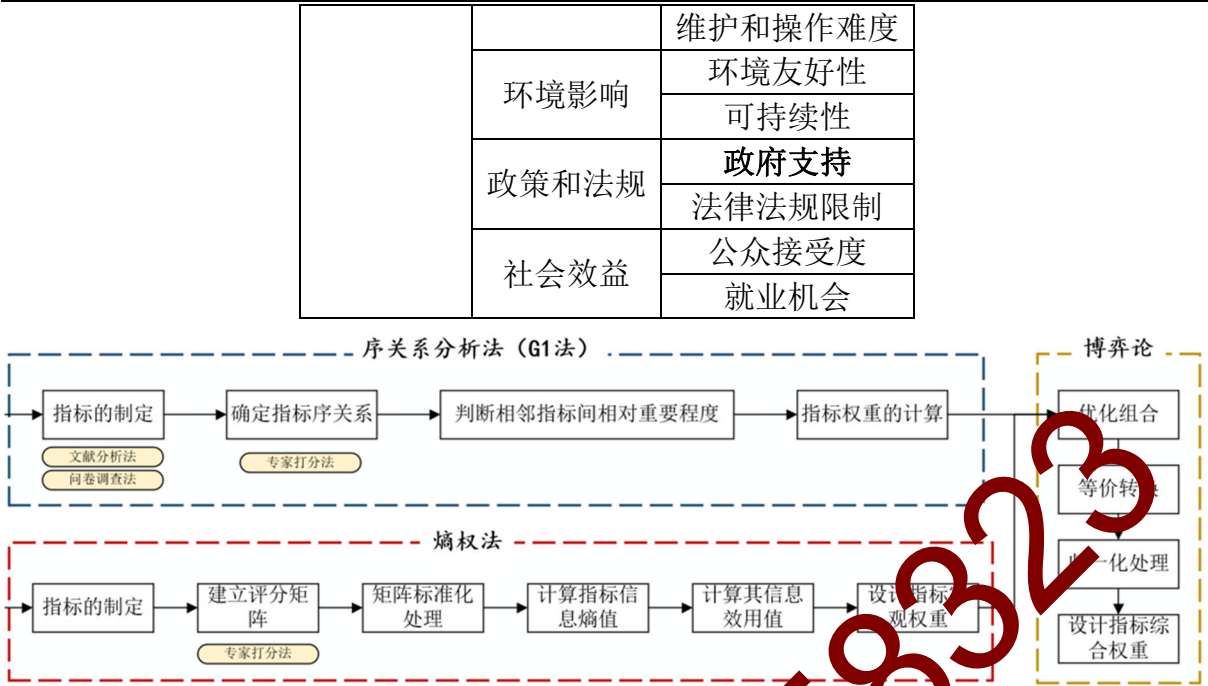 维护和操作难度
环境影响
环境友好性
可持续性
政策和法规
政府支持
法律法规限制
社会效益
公众接受度
就业机会
序关系分析法（G1法）
指标的制定
文献分析法
问卷调查法
确定指标序关系
专家打分法
判断相邻指标间相对重要程度
指标权重的计算
熵权法
指标的制定
建立评分矩
阵
专家打分法
矩阵标准化
处理
计算指标信
息熵值
计算其信息
效用值
设计指标
观权重
博弈论
优化组合
等价转
一化处理
设计指标综
合权重
8323